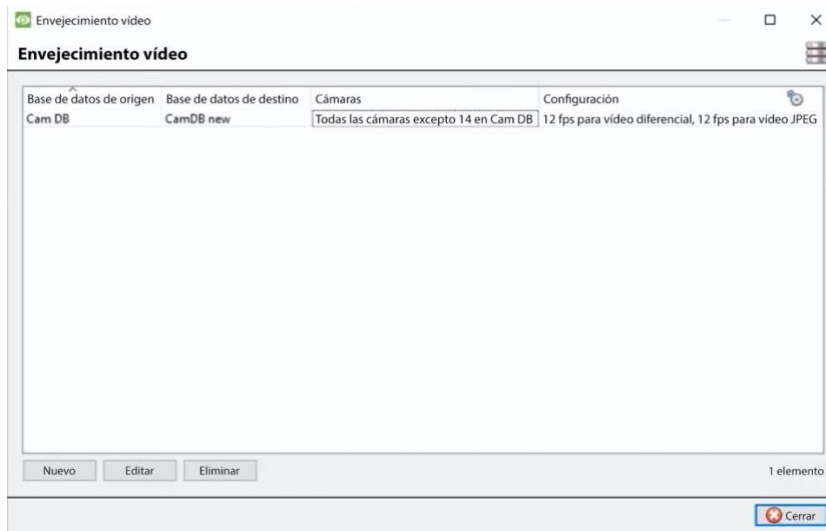 Envejecimiento vídeo
Envejecimiento vídeo
Base de datos de origen Base de datos de destino Cámaras Configuración
Cam DB CamDB new Todas las cámaras excepto 14 en Cam DB 12 fps para vídeo diferencial, 12 fps para vídeo JPEG
Nuevo Editar Eliminar 1 elemento
Cerrar